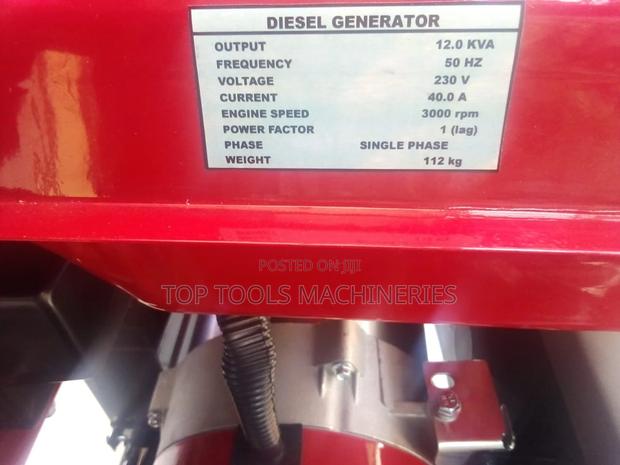 DIESEL GENERATOR
OUTPUT 12.0 KVA
FREQUENCY 50 HZ
VOLTAGE 230 V
CURRENT 40.0 A
ENGINE SPEED 3000 rpm
POWER FACTOR 1 (lag)
PHASE SINGLE PHASE
WEIGHT 112 kg
POSTED ON JIJI
TOP TOOLS MACHINERIES